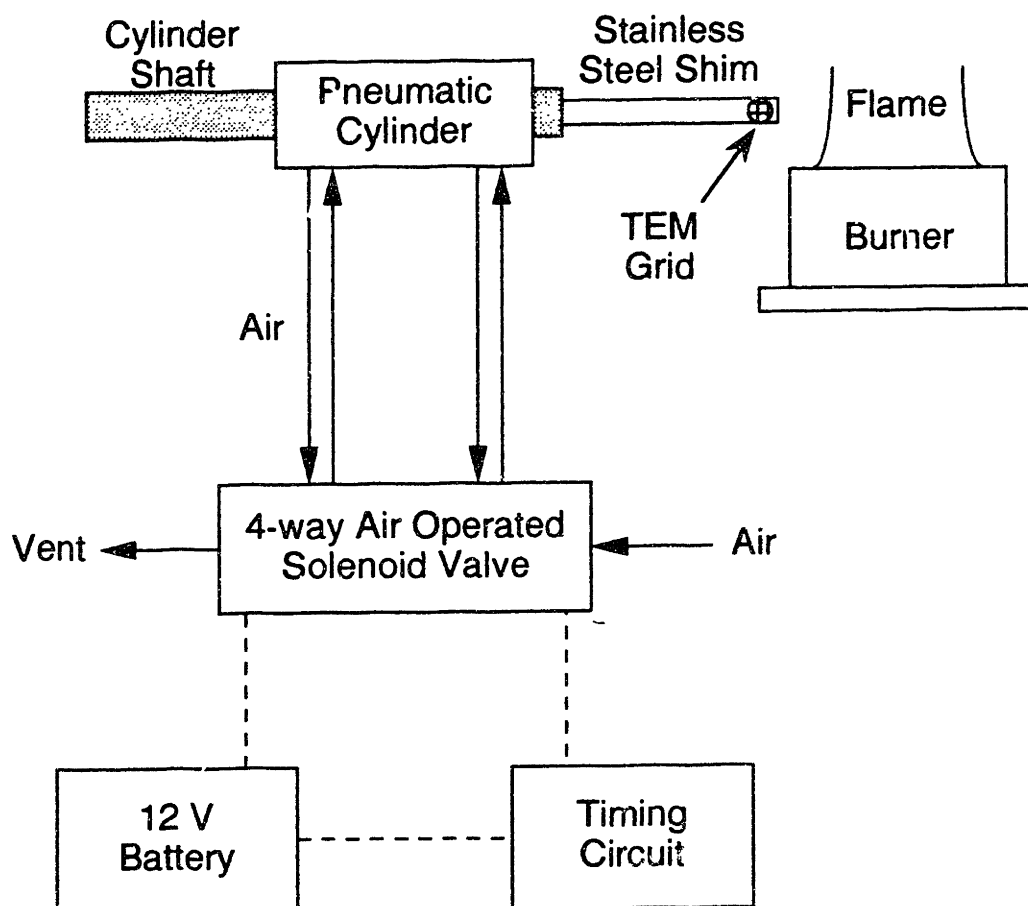 Cylinder
Shaft
Pneumatic
Cylinder
Stainless
Steel Shim
Flame
TEM
Grid
Burner
Air
4-way Air Operated
Solenoid Valve
Vent
Air
12 V
Battery
Timing
Circuit